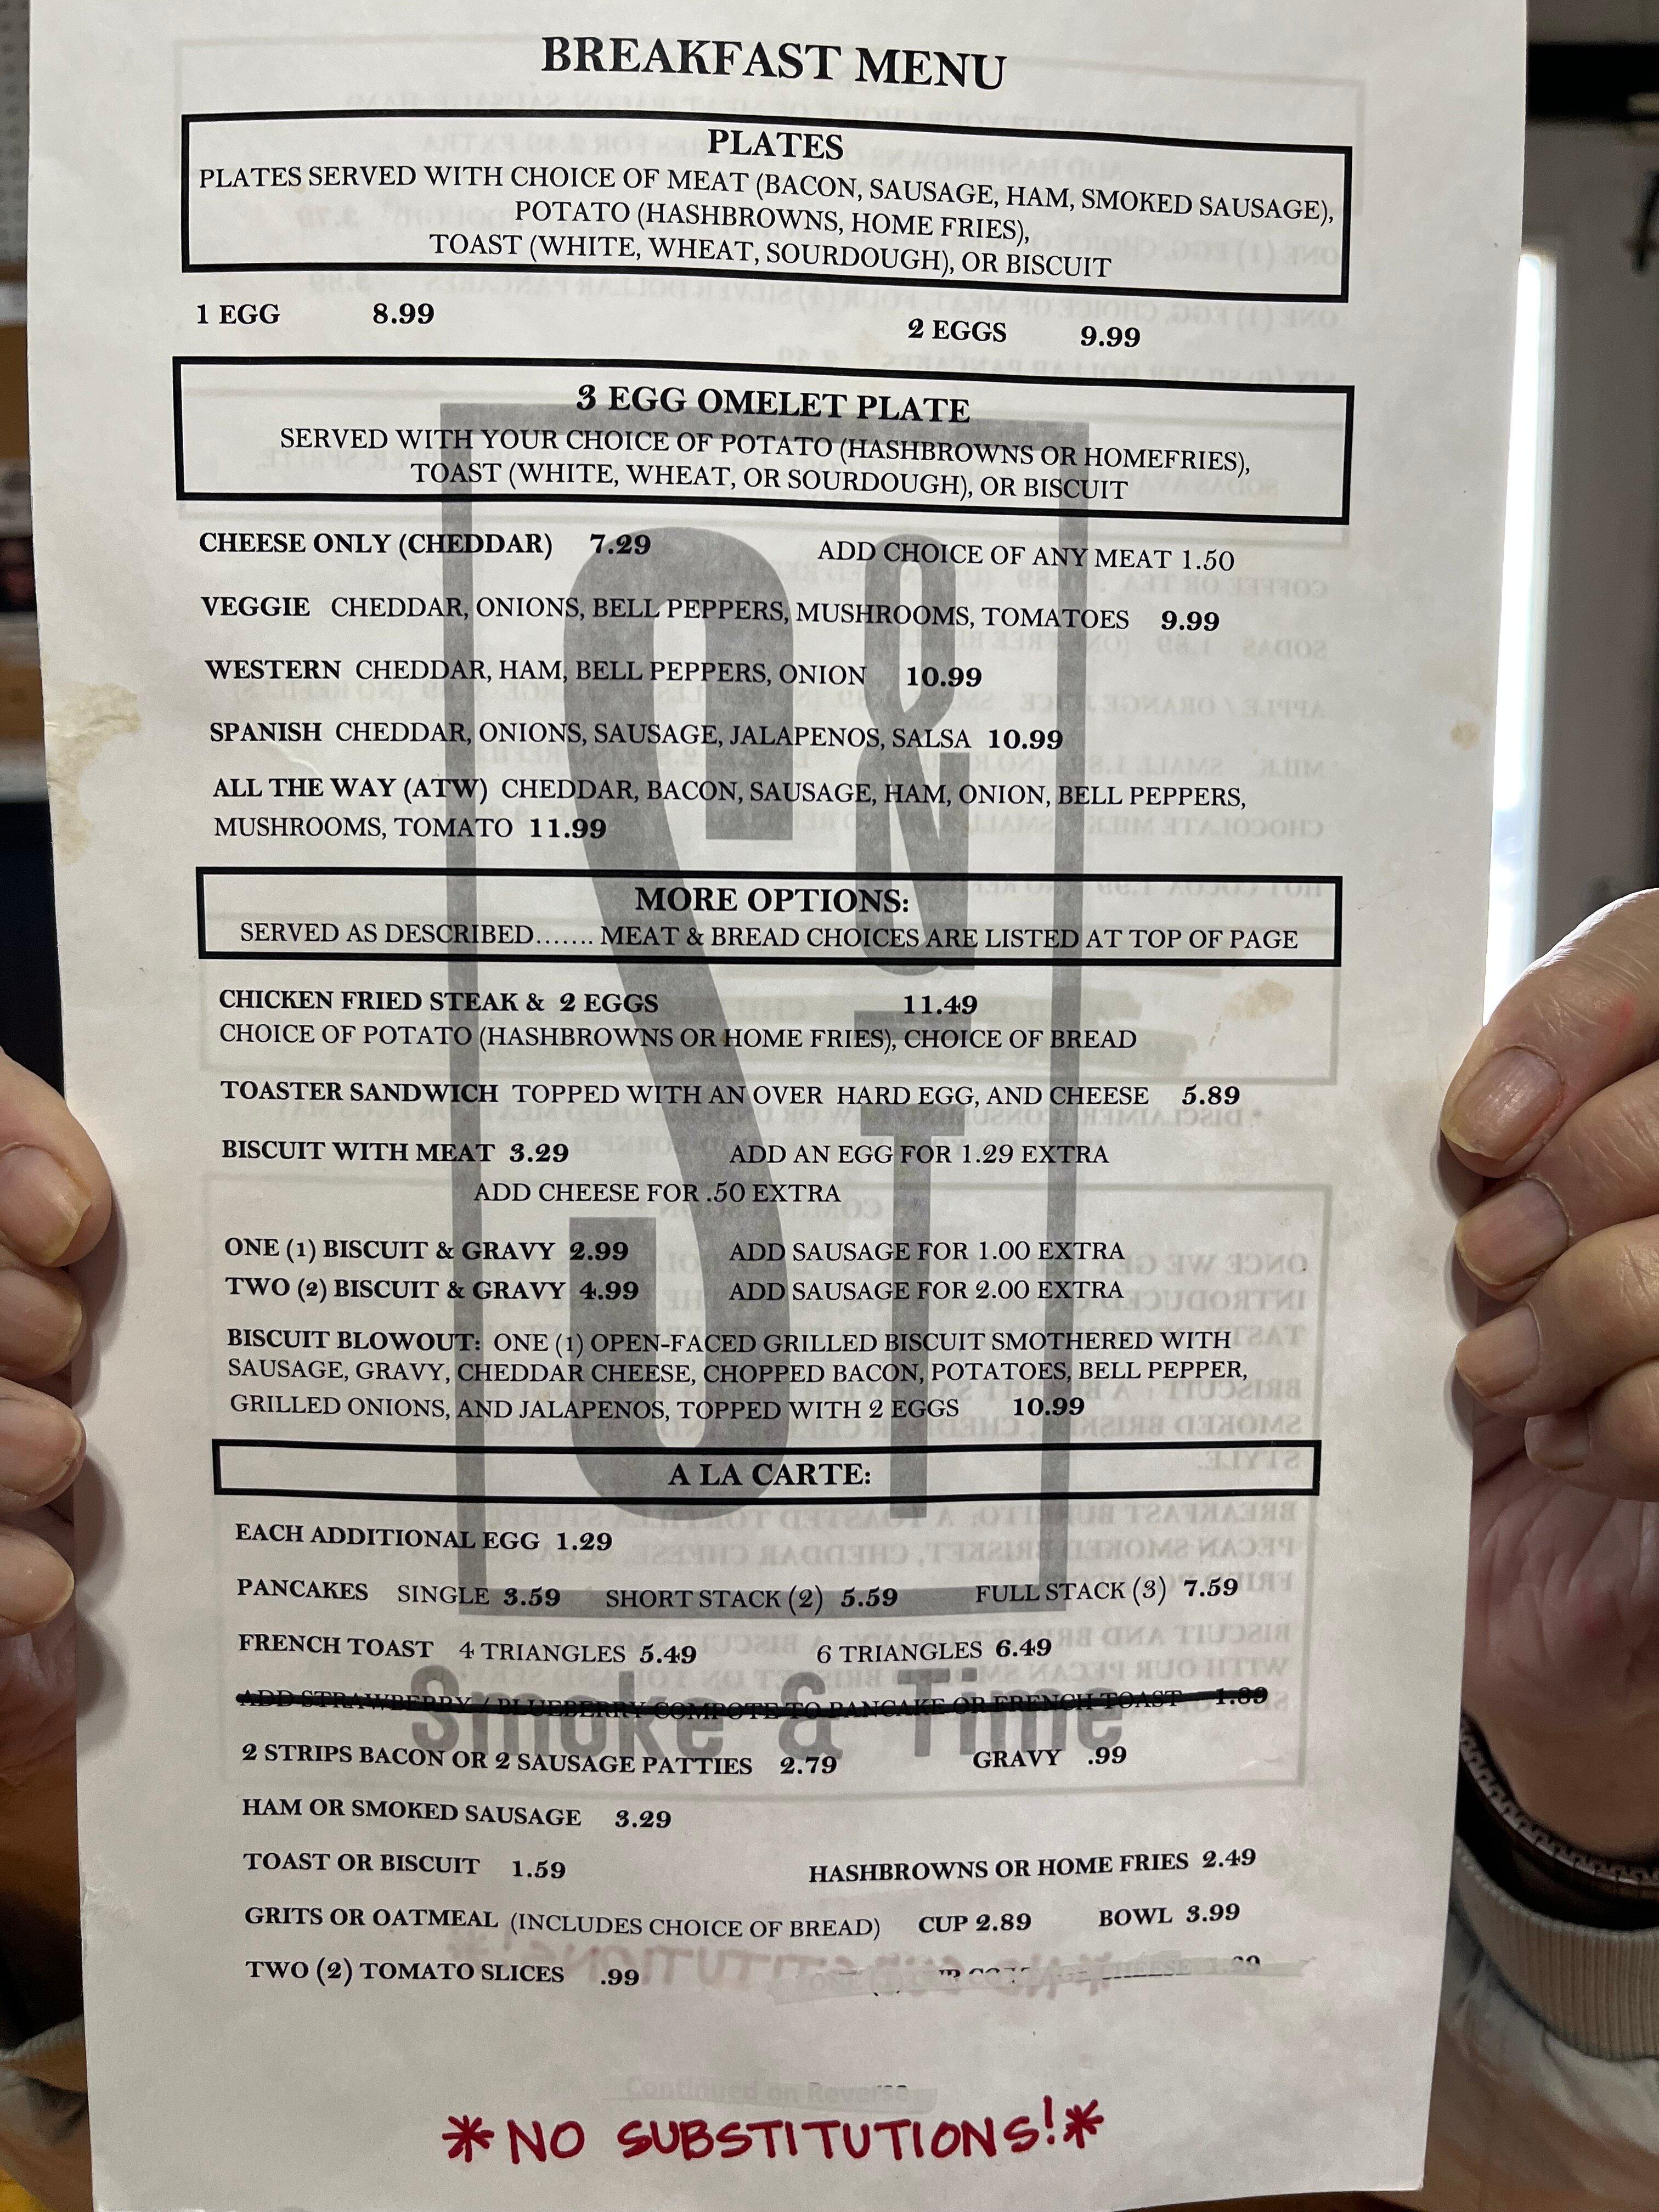 BREAKFAST MENU
PLATES
PLATES SERVED WITH CHOICE OF MEAT (BACON, SAUSAGE, HAM, SMOKED SAUSAGE),
POTATO (HASHBROWNS, HOME FRIES),
TOAST (WHITE, WHEAT, SOURDOUGH), OR BISCUIT
1 EGG 8.99 2 EGGS 9.99
3 EGG OMELET PLATE
SERVED WITH YOUR CHOICE OF POTATO (HASHBROWNS OR HOMEFRIES),
TOAST (WHITE, WHEAT, OR SOURDOUGH), OR BISCUIT
CHEESE ONLY (CHEDDAR) 7.29 ADD CHOICE OF ANY MEAT 1.50
VEGGIE CHEDDAR, ONIONS, BELL PEPPERS, MUSHROOMS, TOMATOES 9.99
WESTERN CHEDDAR, HAM, BELL PEPPERS, ONION 10.99
SPANISH CHEDDAR, ONIONS, SAUSAGE, JALAPENOS, SALSA 10.99
ALL THE WAY (ATW) CHEDDAR, BACON, SAUSAGE, HAM, ONION, BELL PEPPERS,
MUSHROOMS, TOMATO 11.99
MORE OPTIONS:
SERVED AS DESCRIBED....... MEAT & BREAD CHOICES ARE LISTED AT TOP OF PAGE
CHICKEN FRIED STEAK & 2 EGGS 11.49
CHOICE OF POTATO (HASHBROWNS OR HOME FRIES), CHOICE OF BREAD
TOASTER SANDWICH TOPPED WITH AN OVER HARD EGG, AND CHEESE 5.89
BISCUIT WITH MEAT 3.29 ADD AN EGG FOR 1.29 EXTRA
ADD CHEESE FOR .50 EXTRA
ONE (1) BISCUIT & GRAVY 2.99 ADD SAUSAGE FOR 1.00 EXTRA
TWO (2) BISCUIT & GRAVY 4.99 ADD SAUSAGE FOR 2.00 EXTRA
BISCUIT BLOWOUT: ONE (1) OPEN-FACED GRILLED BISCUIT SMOTHERED WITH
SAUSAGE, GRAVY, CHEDDAR CHEESE, CHOPPED BACON, POTATOES, BELL PEPPER,
GRILLED ONIONS, AND JALAPENOS, TOPPED WITH 2 EGGS 10.99
A LA CARTE:
EACH ADDITIONAL EGG 1.29
PANCAKES SINGLE 3.59 SHORT STACK (2) 5.59 FULL STACK (3) 7.59
FRENCH TOAST 4 TRIANGLES 5.49 6 TRIANGLES 6.49
ADD STRAWBERRY / BLUEBERRY COMPOTE TO PANCAKE OR FRENCH TOAST 1.89
Smoke & Time
2 STRIPS BACON OR 2 SAUSAGE PATTIES 2.79 GRAVY .99
HAM OR SMOKED SAUSAGE 3.29
TOAST OR BISCUIT 1.59 HASHBROWNS OR HOME FRIES 2.49
GRITS OR OATMEAL (INCLUDES CHOICE OF BREAD) CUP 2.89 BOWL 3.99
TWO (2) TOMATO SLICES .99
Continued on Reverse
*NO SUBSTITUTIONS!*